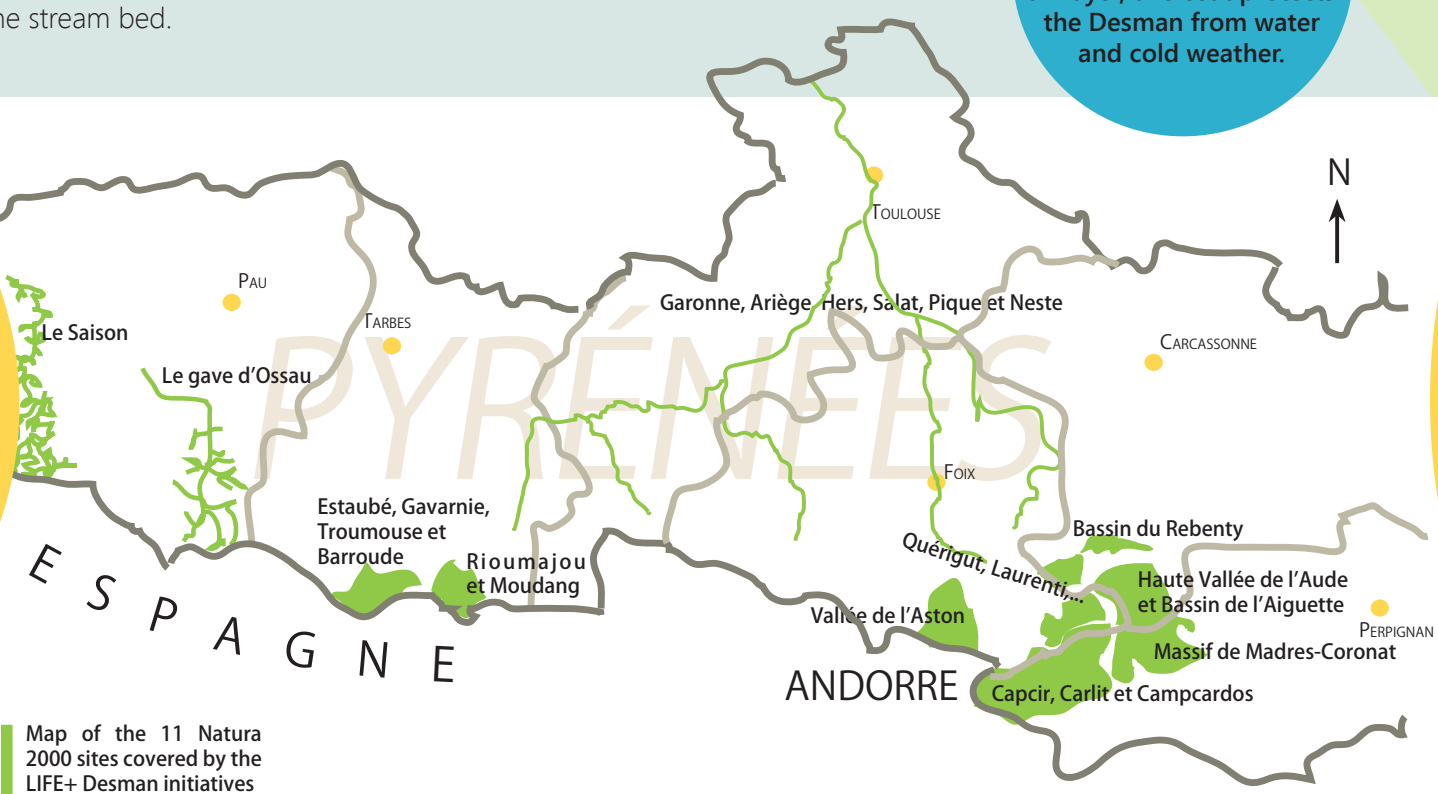 the stream bed.
the Desman from water
and cold weather.
N
TOULOUSE
PAU
Garonne, Ariège, Hers, Salat, Pique et Neste
Le Saison
TARBES
CARCASSONNE
PYRÉNÉES
Le gave d'Ossau
FOIX
Estaubé, Gavarnie,
Troumouse et
Barroude
Rioumajou
et Moudang
Bassin du Rebenty
Quérigut, Laurenti,...
Haute Vallée de l'Aude
et Bassin de l'Aiguette
Vallée de l'Aston
PERPIGNAN
Massif de Madres-Coronat
ESPAGNE
ANDORRE
Capcir, Carlit et Campcardos
Map of the 11 Natura
2000 sites covered by the
LIFE+ Desman initiatives